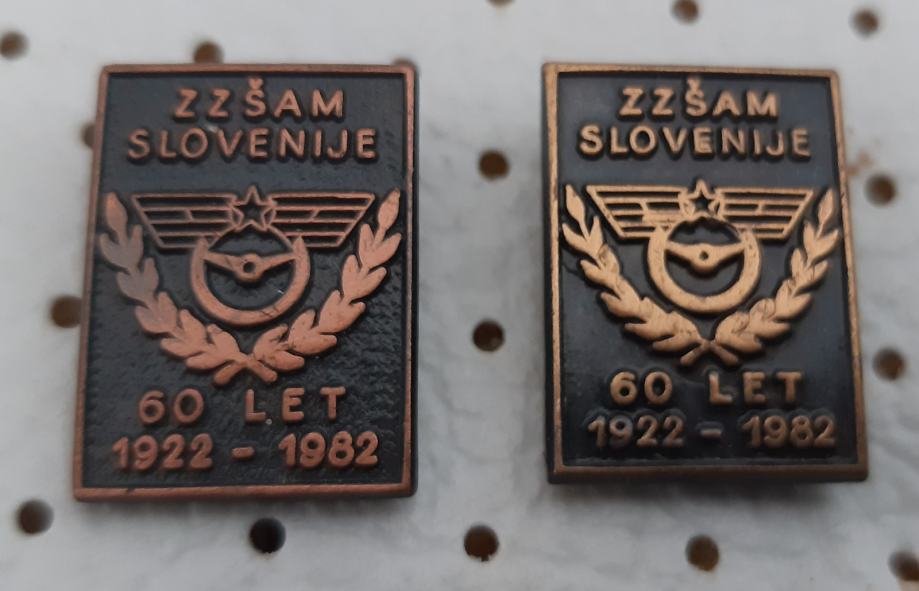 ZZŠAM
SLOVENIJE
60 LET
1922 - 1982
ZZŠAM
SLOVENIJE
60 LET
1922 - 1982